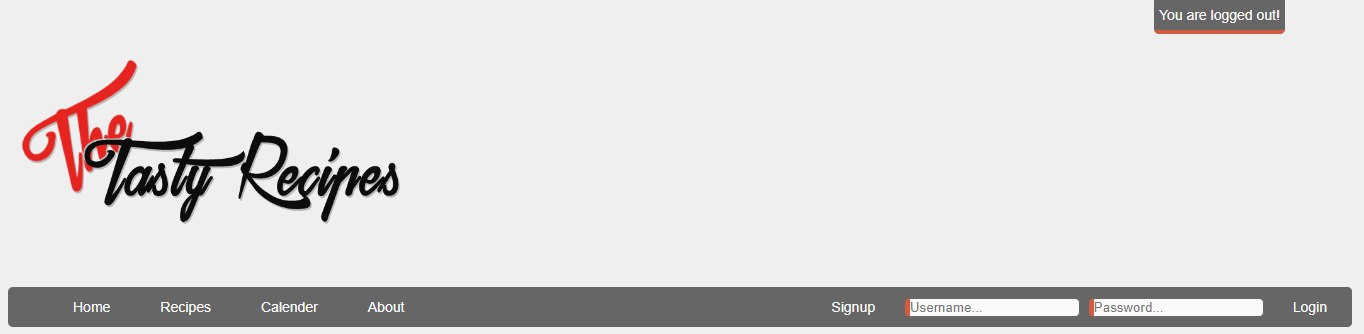 You are logged out!
The
Tasty Recipes
Home Recipes Calender About Signup Username... Password... Login